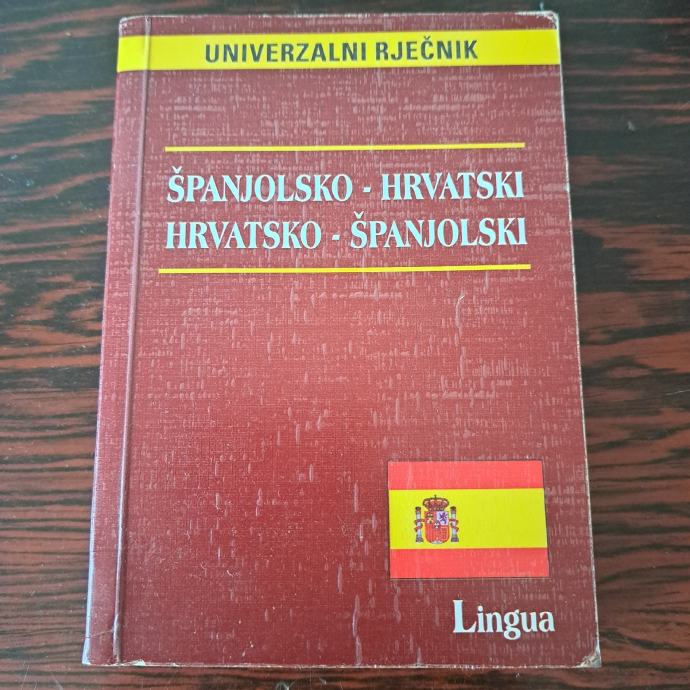 UNIVERZALNI RJEČNIK
ŠPANJOLSKO - HRVATSKI
HRVATSKO - ŠPANJOLSKI
Lingua